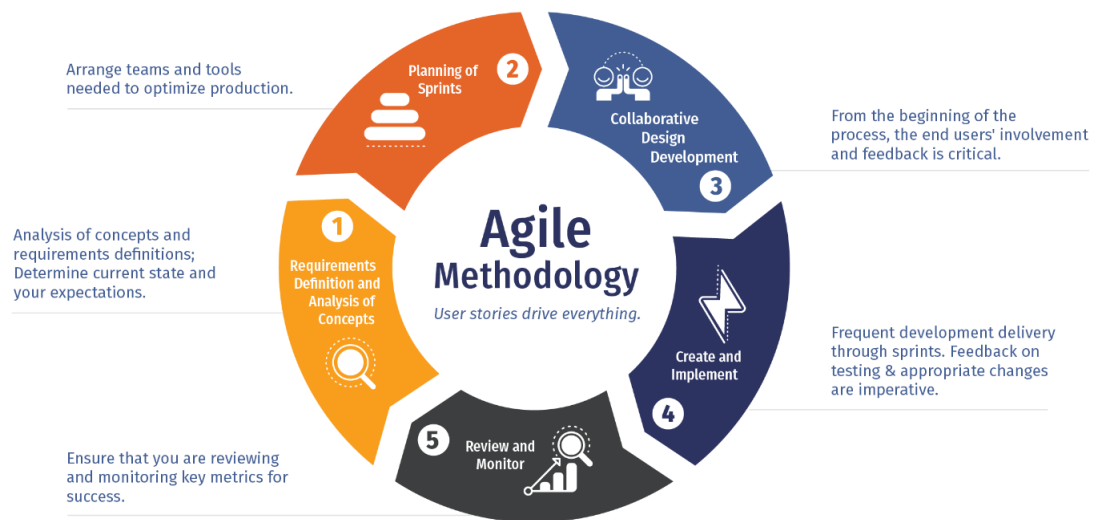 Agile
Methodology
User stories drive everything.
1
Requirements
Definition and
Analysis of
Concepts
Analysis of concepts and
requirements definitions;
Determine current state and
your expectations.
2
Planning of
Sprints
Arrange teams and tools
needed to optimize production.
Collaborative
Design
Development
3
From the beginning of the
process, the end users' involvement
and feedback is critical.
Create and
Implement
4
Frequent development delivery
through sprints. Feedback on
testing & appropriate changes
are imperative.
5
Review and
Monitor
Ensure that you are reviewing
and monitoring key metrics for
success.